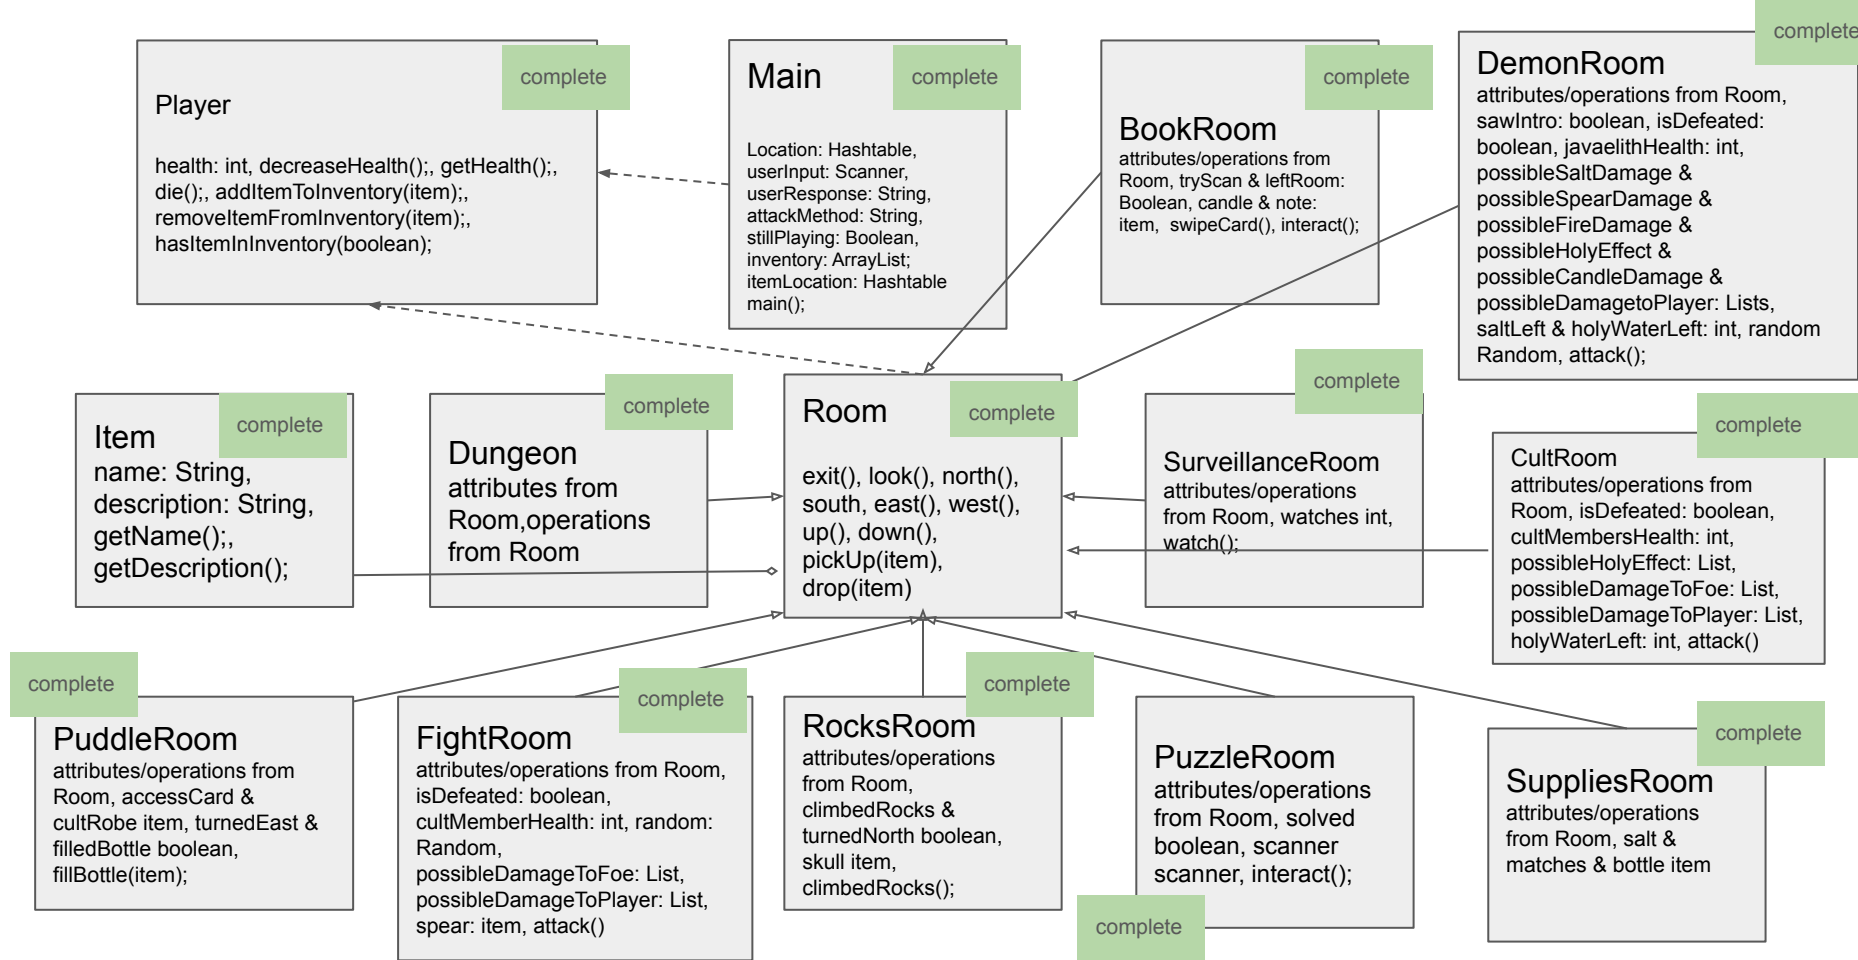 complete
Player
health: int, decreaseHealth();, getHealth();,
die();, addItemToInventory(item);,
removeItemFromInventory(item);,
hasItemInInventory(boolean);
complete
Main
Location: Hashtable,
userInput: Scanner,
userResponse: String,
attackMethod: String,
stillPlaying: Boolean,
inventory: ArrayList;
itemLocation: Hashtable
main();
complete
BookRoom
attributes/operations from
Room, tryScan & leftRoom:
Boolean, candle & note:
item,  swipeCard(), interact();
complete
DemonRoom
attributes/operations from Room,
sawIntro: boolean, isDefeated:
boolean, javaelithHealth: int,
possibleSaltDamage &
possibleSpearDamage &
possibleFireDamage &
possibleHolyEffect &
possibleCandleDamage &
possibleDamagetoPlayer: Lists,
saltLeft & holyWaterLeft: int, random
Random, attack();
complete
Item
name: String,
description: String,
getName();,
getDescription();
complete
Dungeon
attributes from
Room,operations
from Room
complete
Room
exit(), look(), north(),
south, east(), west(),
up(), down(),
pickUp(item),
drop(item)
complete
SurveillanceRoom
attributes/operations
from Room, watches int,
watch();
complete
CultRoom
attributes/operations from
Room, isDefeated: boolean,
cultMembersHealth: int,
possibleHolyEffect: List,
possibleDamageToFoe: List,
possibleDamageToPlayer: List,
holyWaterLeft: int, attack()
complete
PuddleRoom
attributes/operations from
Room, accessCard &
cultRobe item, turnedEast &
filledBottle boolean,
fillBottle(item);
complete
FightRoom
attributes/operations from Room,
isDefeated: boolean,
cultMemberHealth: int, random:
Random,
possibleDamageToFoe: List,
possibleDamageToPlayer: List,
spear: item, attack()
complete
RocksRoom
attributes/operations
from Room,
climbedRocks &
turnedNorth boolean,
skull item,
climbedRocks();
PuzzleRoom
attributes/operations
from Room, solved
boolean, scanner
scanner, interact();
complete
complete
SuppliesRoom
attributes/operations
from Room, salt &
matches & bottle item